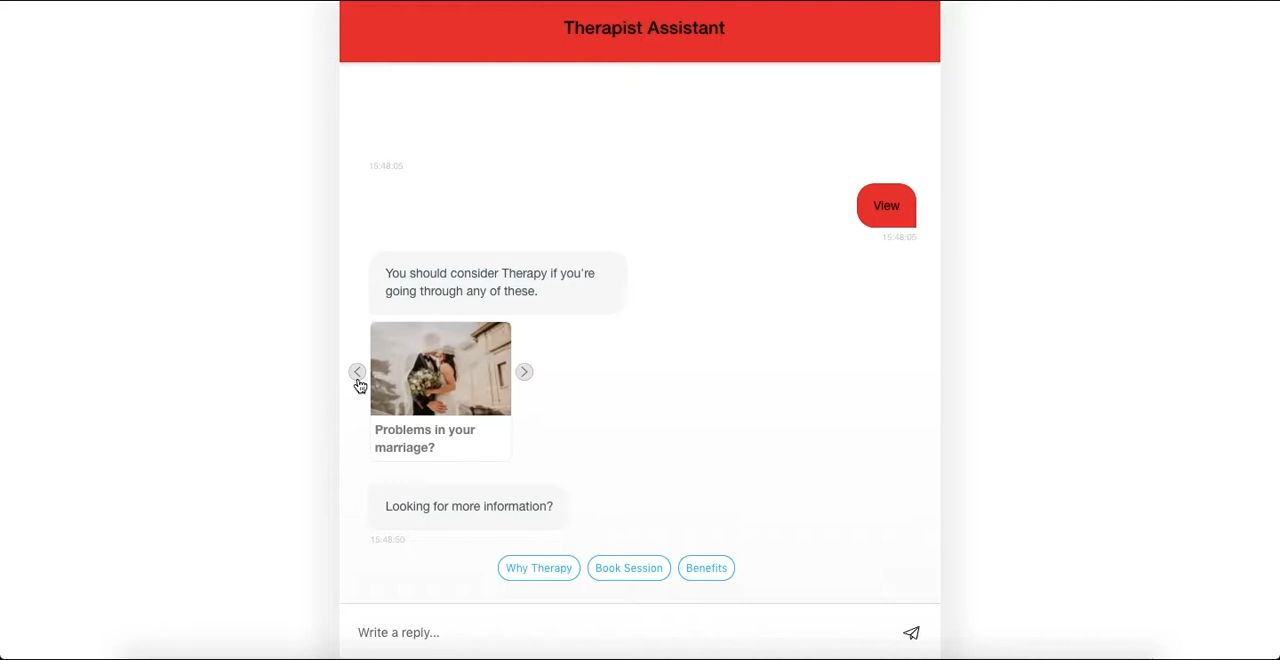 Therapist Assistant
15:48:05
View
15:48:05
You should consider Therapy if you're
going through any of these.
Problems in your
marriage?
Looking for more information?
15:48:50
Why Therapy
Book Session
Benefits
Write a reply...